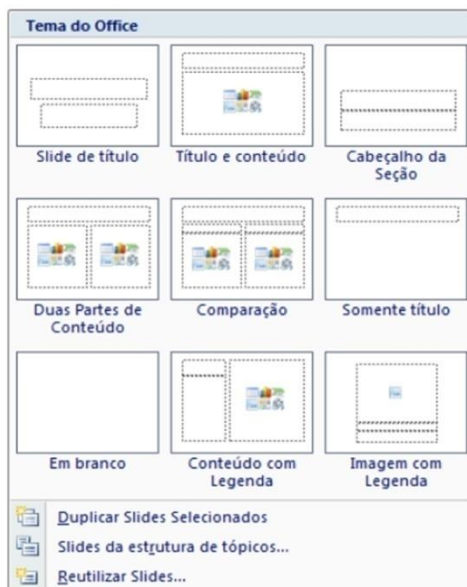 Tema do Office
Slide de título
Título e conteúdo
Cabeçalho da
Seção
Duas Partes de
Conteúdo
Comparação
Somente título
Em branco
Conteúdo com
Legenda
Imagem com
Legenda
Duplicar Slides Selecionados
Slides da estrutura de tópicos...
Reutilizar Slides...